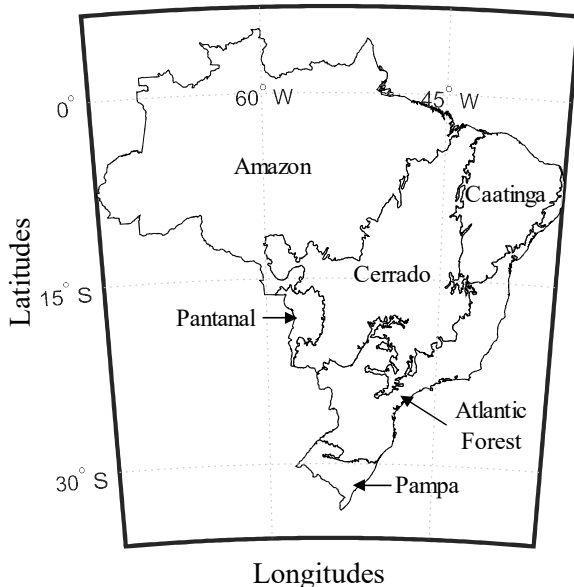 60° W
45° W
0°
Amazon
Caatinga
Cerrado
Latitudes
15° S
Pantanal
Atlantic
Forest
30° S
Pampa
Longitudes